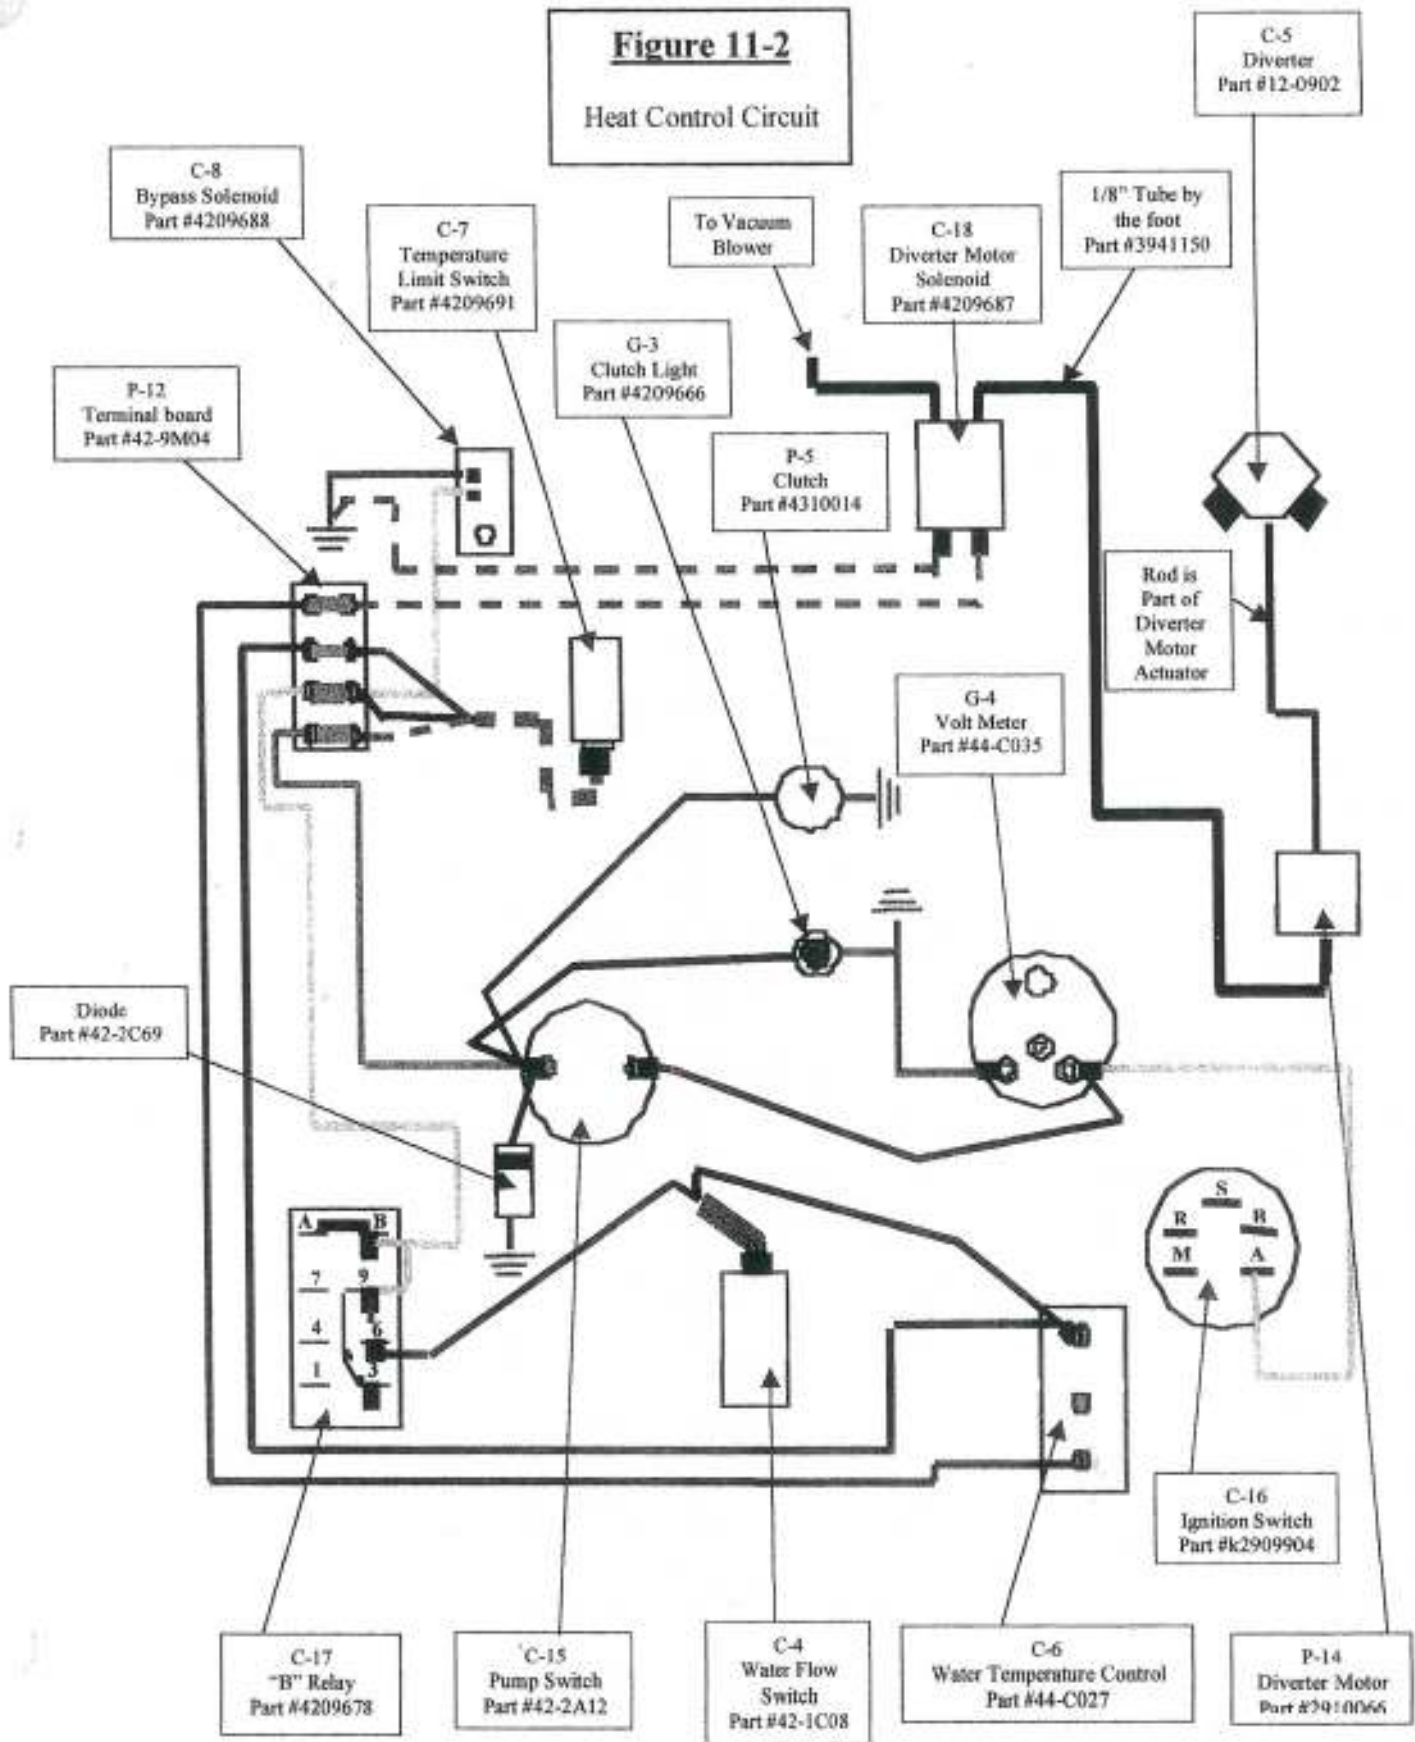 Figure 11-2
Heat Control Circuit
C-5
Diverter
Part #12-0902
C-8
Bypass Solenoid
Part #4209688
C-7
Temperature
Limit Switch
Part #4209691
To Vacuum
Blower
C-18
Diverter Motor
Solenoid
Part #4209687
1/8" Tube by
the foot
Part #3941150
G-3
Clutch Light
Part #4209666
P-12
Terminal board
Part #42-9M04
P-5
Clutch
Part #4310014
Rod is
Part of
Diverter
Motor
Actuator
G-4
Volt Meter
Part #44-C035
Diode
Part #42-2C69
A B
7 9
4 6
1 3
S
R B
M A
C-16
Ignition Switch
Part #k2909904
C-17
"B" Relay
Part #4209678
C-15
Pump Switch
Part #42-2A12
C-4
Water Flow
Switch
Part #42-1C08
C-6
Water Temperature Control
Part #44-C027
P-14
Diverter Motor
Part #2910066